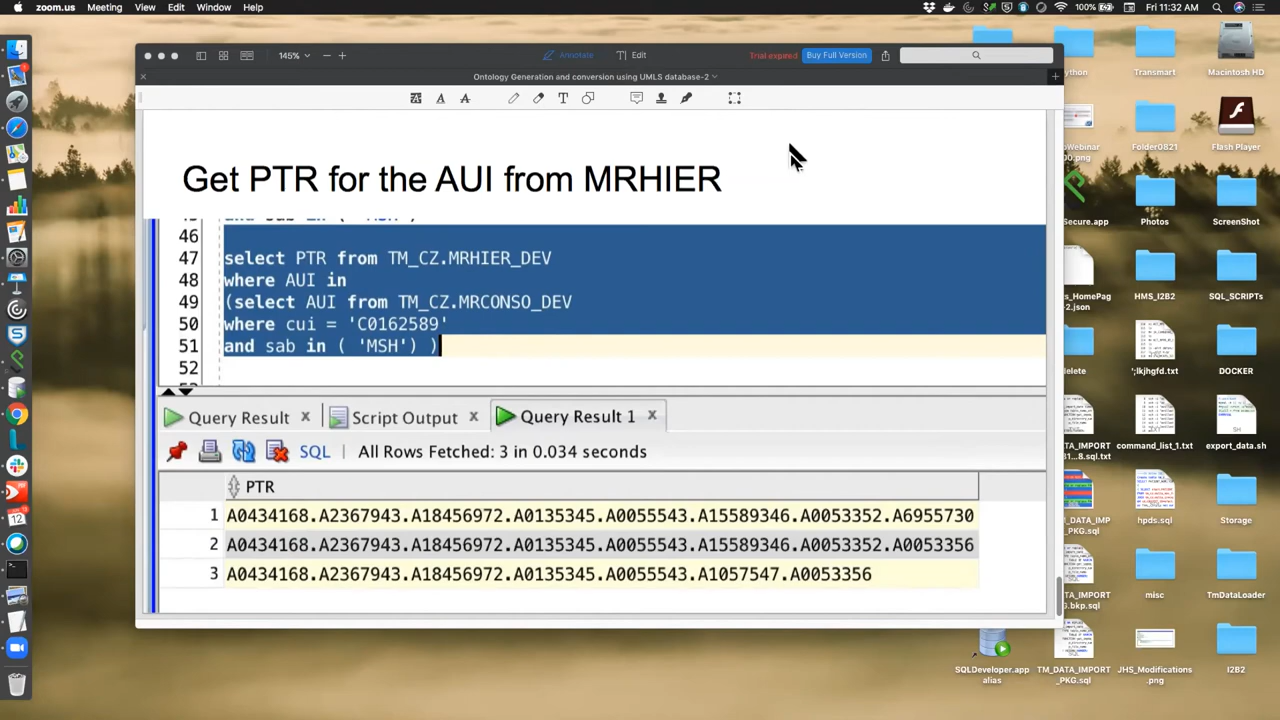 zoom.us Meeting View Edit Window Help
100% Fri 11:32 AM
145%
Annotate
Edit
Trial expired
Buy Full Version
Ontology Generation and conversion using UMLS database-2
Get PTR for the AUI from MRHIER
46
47 select PTR from TM_CZ.MRHIER_DEV
48 where AUI in
49 (select AUI from TM_CZ.MRCONSO_DEV
50 where cui = 'C0162589'
51 and sab in ( 'MSH') )
52
Query Result
Query Result 1
SQL
All Rows Fetched: 3 in 0.034 seconds
PTR
1 A0434168.A2367943.A18456972.A0135345.A0055543.A15589346.A0053352.A6955730
2 A0434168.A2367943.A18456972.A0135345.A0055543.A15589346.A0053352.A0053356
3 A0434168.A2367943.A18456972.A0135345.A0055543.A1057547.A0053356
Transmart
Macintosh HD
Folder0821
Flash Player
Secure.app
Photos
ScreenShot
HMS_I2B2
SQL_SCRIPTs
';lkjhgfd.txt
DOCKER
command_list_1.txt
export_data.sh
hpds.sql
Storage
misc
TmDataLoader
SQLDeveloper.app
alias
TM_DATA_IMPORT
_PKG.sql
JHS_Modifications
.png
I2B2